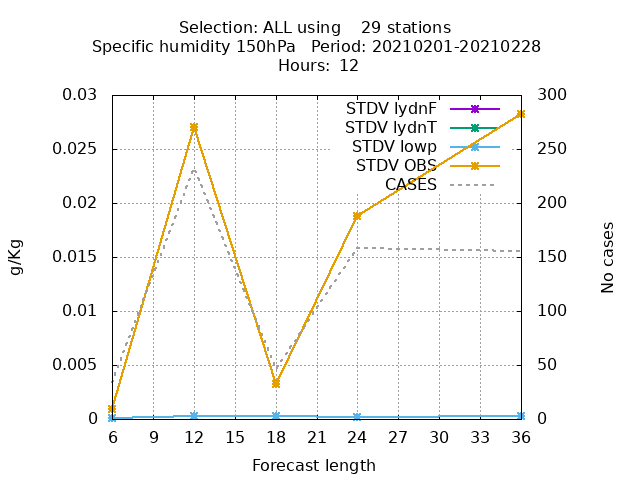 Selection: ALL using    29 stations
Specific humidity 150hPa   Period: 20210201-20210228
Hours:  12
0.03
0.025
0.02
0.015
0.01
0.005
0
g/Kg
STDV IydnF
STDV IydnT
STDV lowp
STDV OBS
CASES
300
250
200
150
100
50
0
No cases
6 9 12 15 18 21 24 27 30 33 36
Forecast length